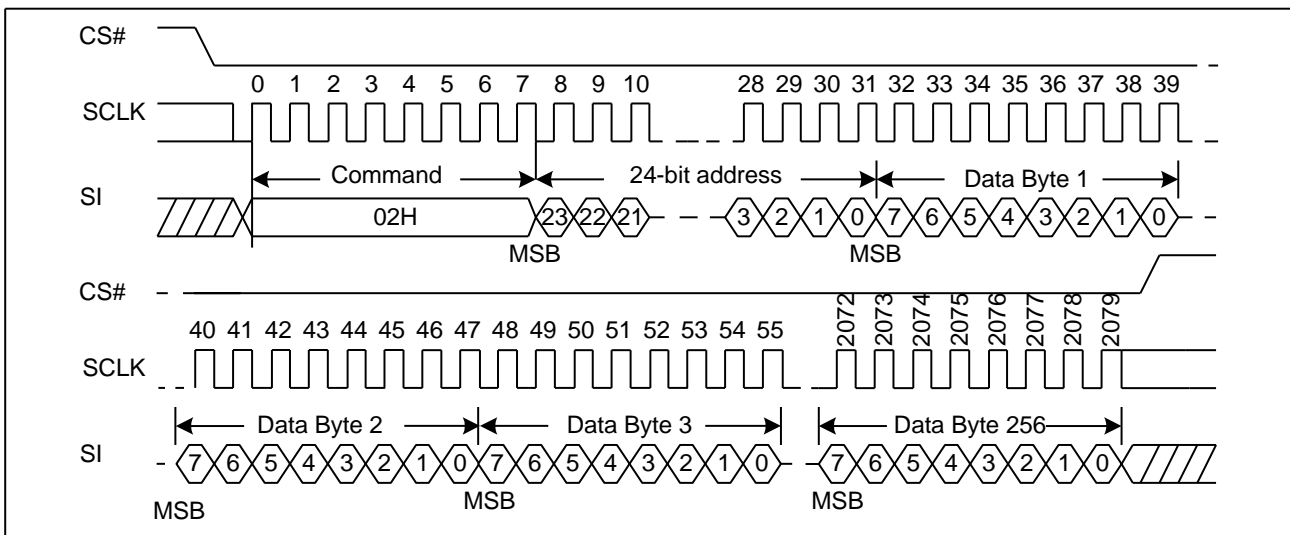 CS#
0 1 2 3 4 5 6 7 8 9 10 28 29 30 31 32 33 34 35 36 37 38 39
SCLK
Command 24-bit address Data Byte 1
SI
02H 23 22 21 3 2 1 0 7 6 5 4 3 2 1 0
MSB MSB
CS#
40 41 42 43 44 45 46 47 48 49 50 51 52 53 54 55 2072 2073 2074 2075 2076 2077 2078 2079
SCLK
Data Byte 2 Data Byte 3 Data Byte 256
SI
7 6 5 4 3 2 1 0 7 6 5 4 3 2 1 0 7 6 5 4 3 2 1 0
MSB MSB MSB